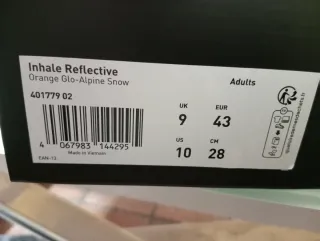 Inhale Reflective
Orange Glo-Alpine Snow
Adults
401779 02
UK EUR
9 43
US CM
10 28
4 067983 144295
EAN-13 Made in Vietnam